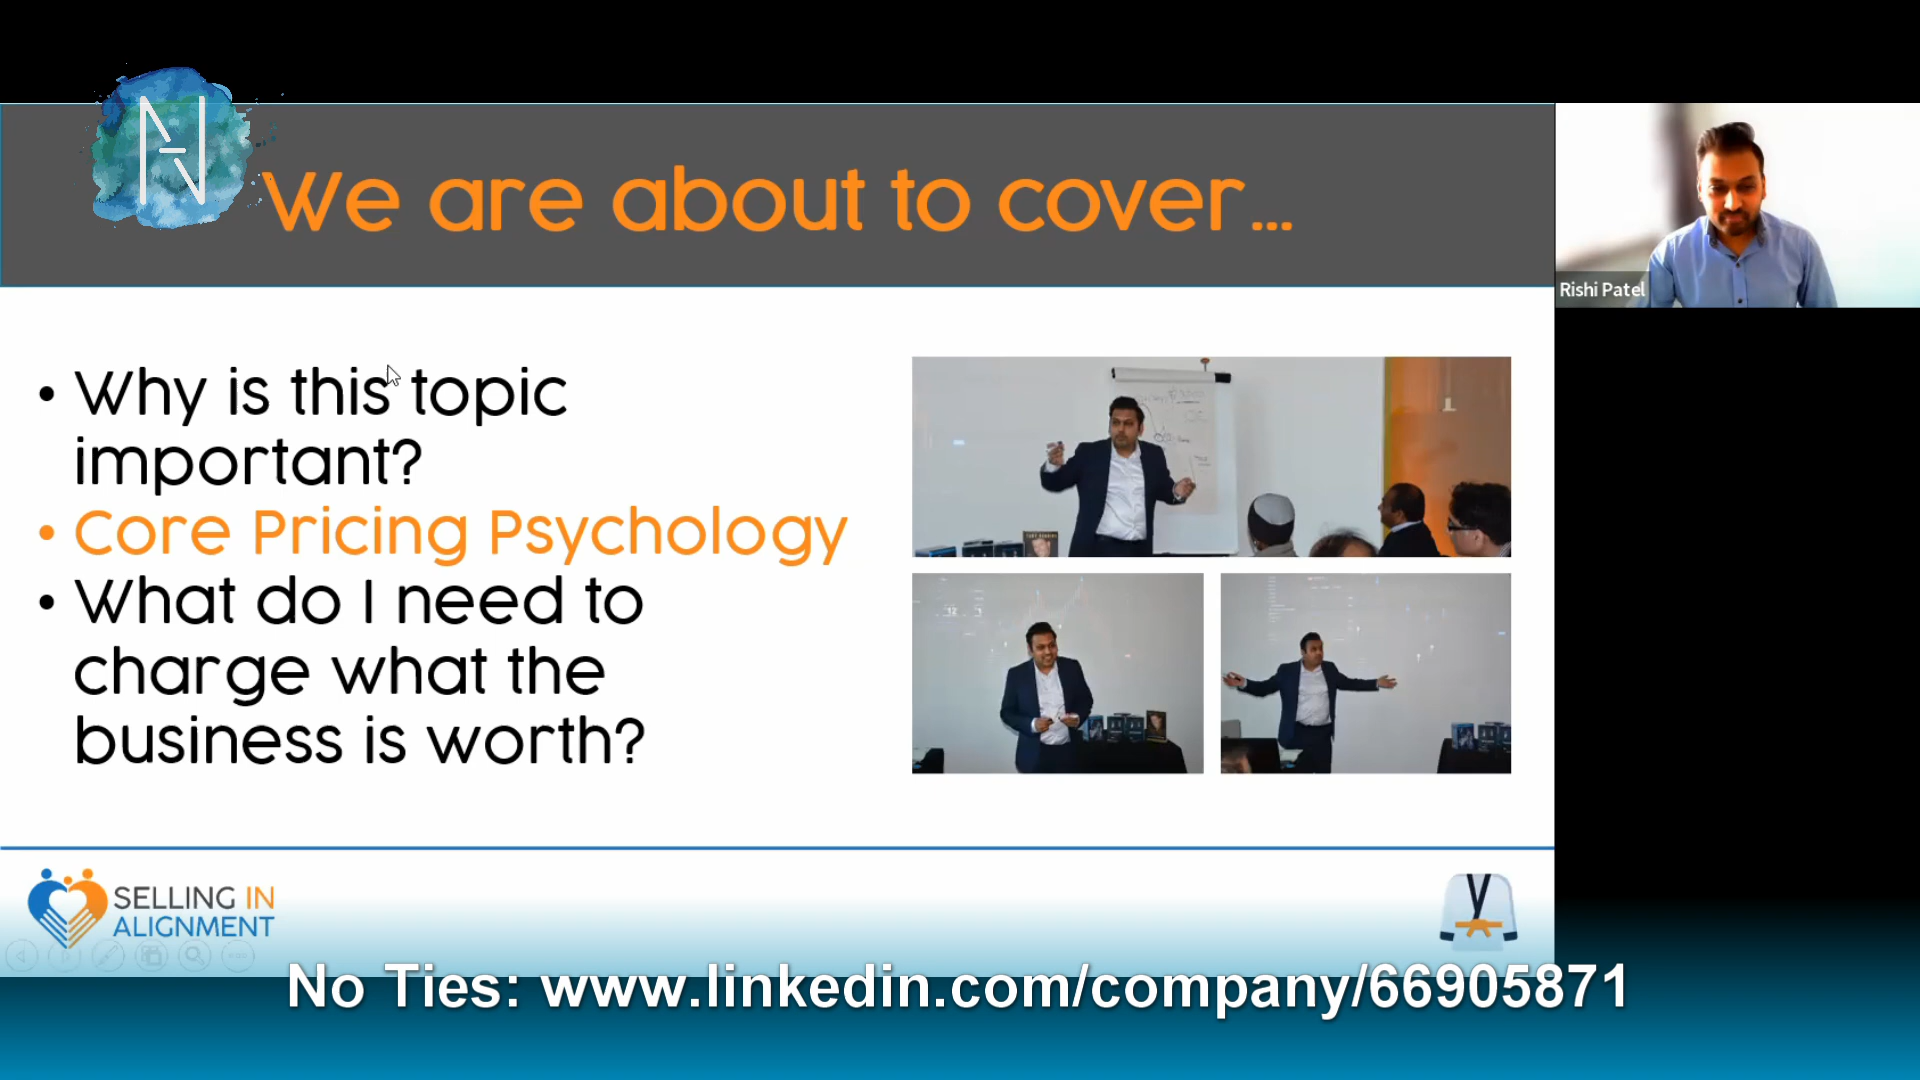 N
We are about to cover...
Rishi Patel
• Why is this topic
important?
• Core Pricing Psychology
• What do I need to
charge what the
business is worth?
SELLING IN
ALIGNMENT
No Ties: www.linkedin.com/company/66905871